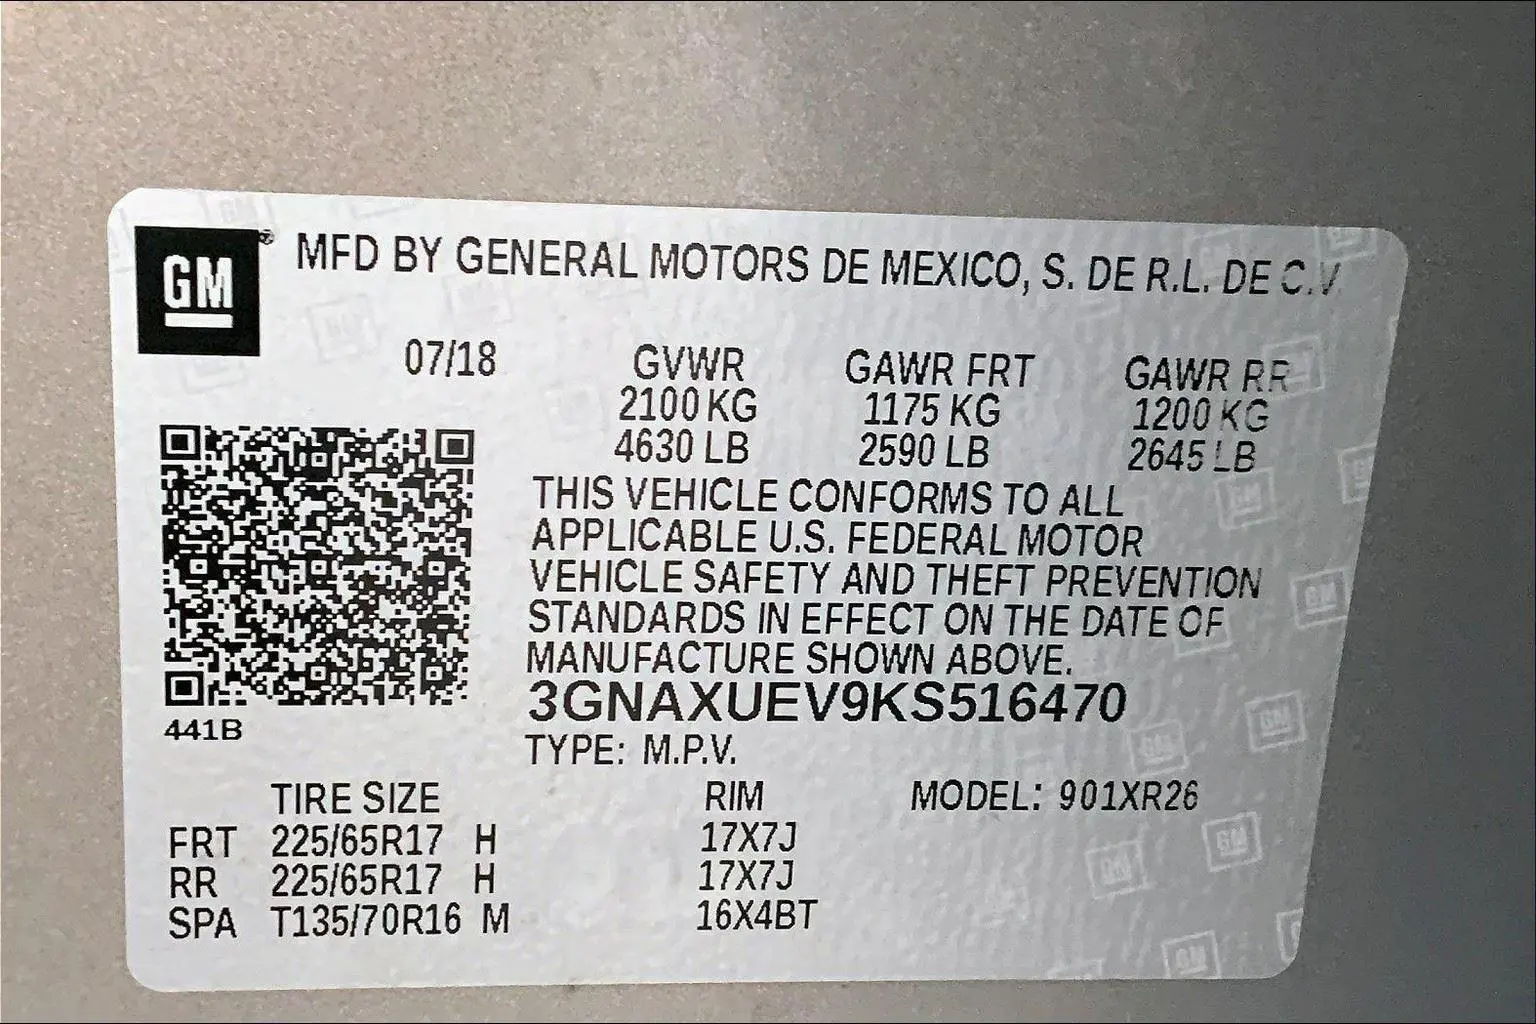 GM® MFD BY GENERAL MOTORS DE MEXICO, S. DE R.L. DE C.V
07/18 GVWR GAWR FRT GAWR RR
2100 KG 1175 KG 1200 KG
4630 LB 2590 LB 2645 LB
THIS VEHICLE CONFORMS TO ALL
APPLICABLE U.S. FEDERAL MOTOR
VEHICLE SAFETY AND THEFT PREVENTION
STANDARDS IN EFFECT ON THE DATE OF
MANUFACTURE SHOWN ABOVE.
3GNAXUEV9KS516470
441B
TYPE: M.P.V.
TIRE SIZE RIM MODEL: 901XR26
FRT 225/65R17 H 17X7J
RR 225/65R17 H 17X7J
SPA T135/70R16 M 16X4BT